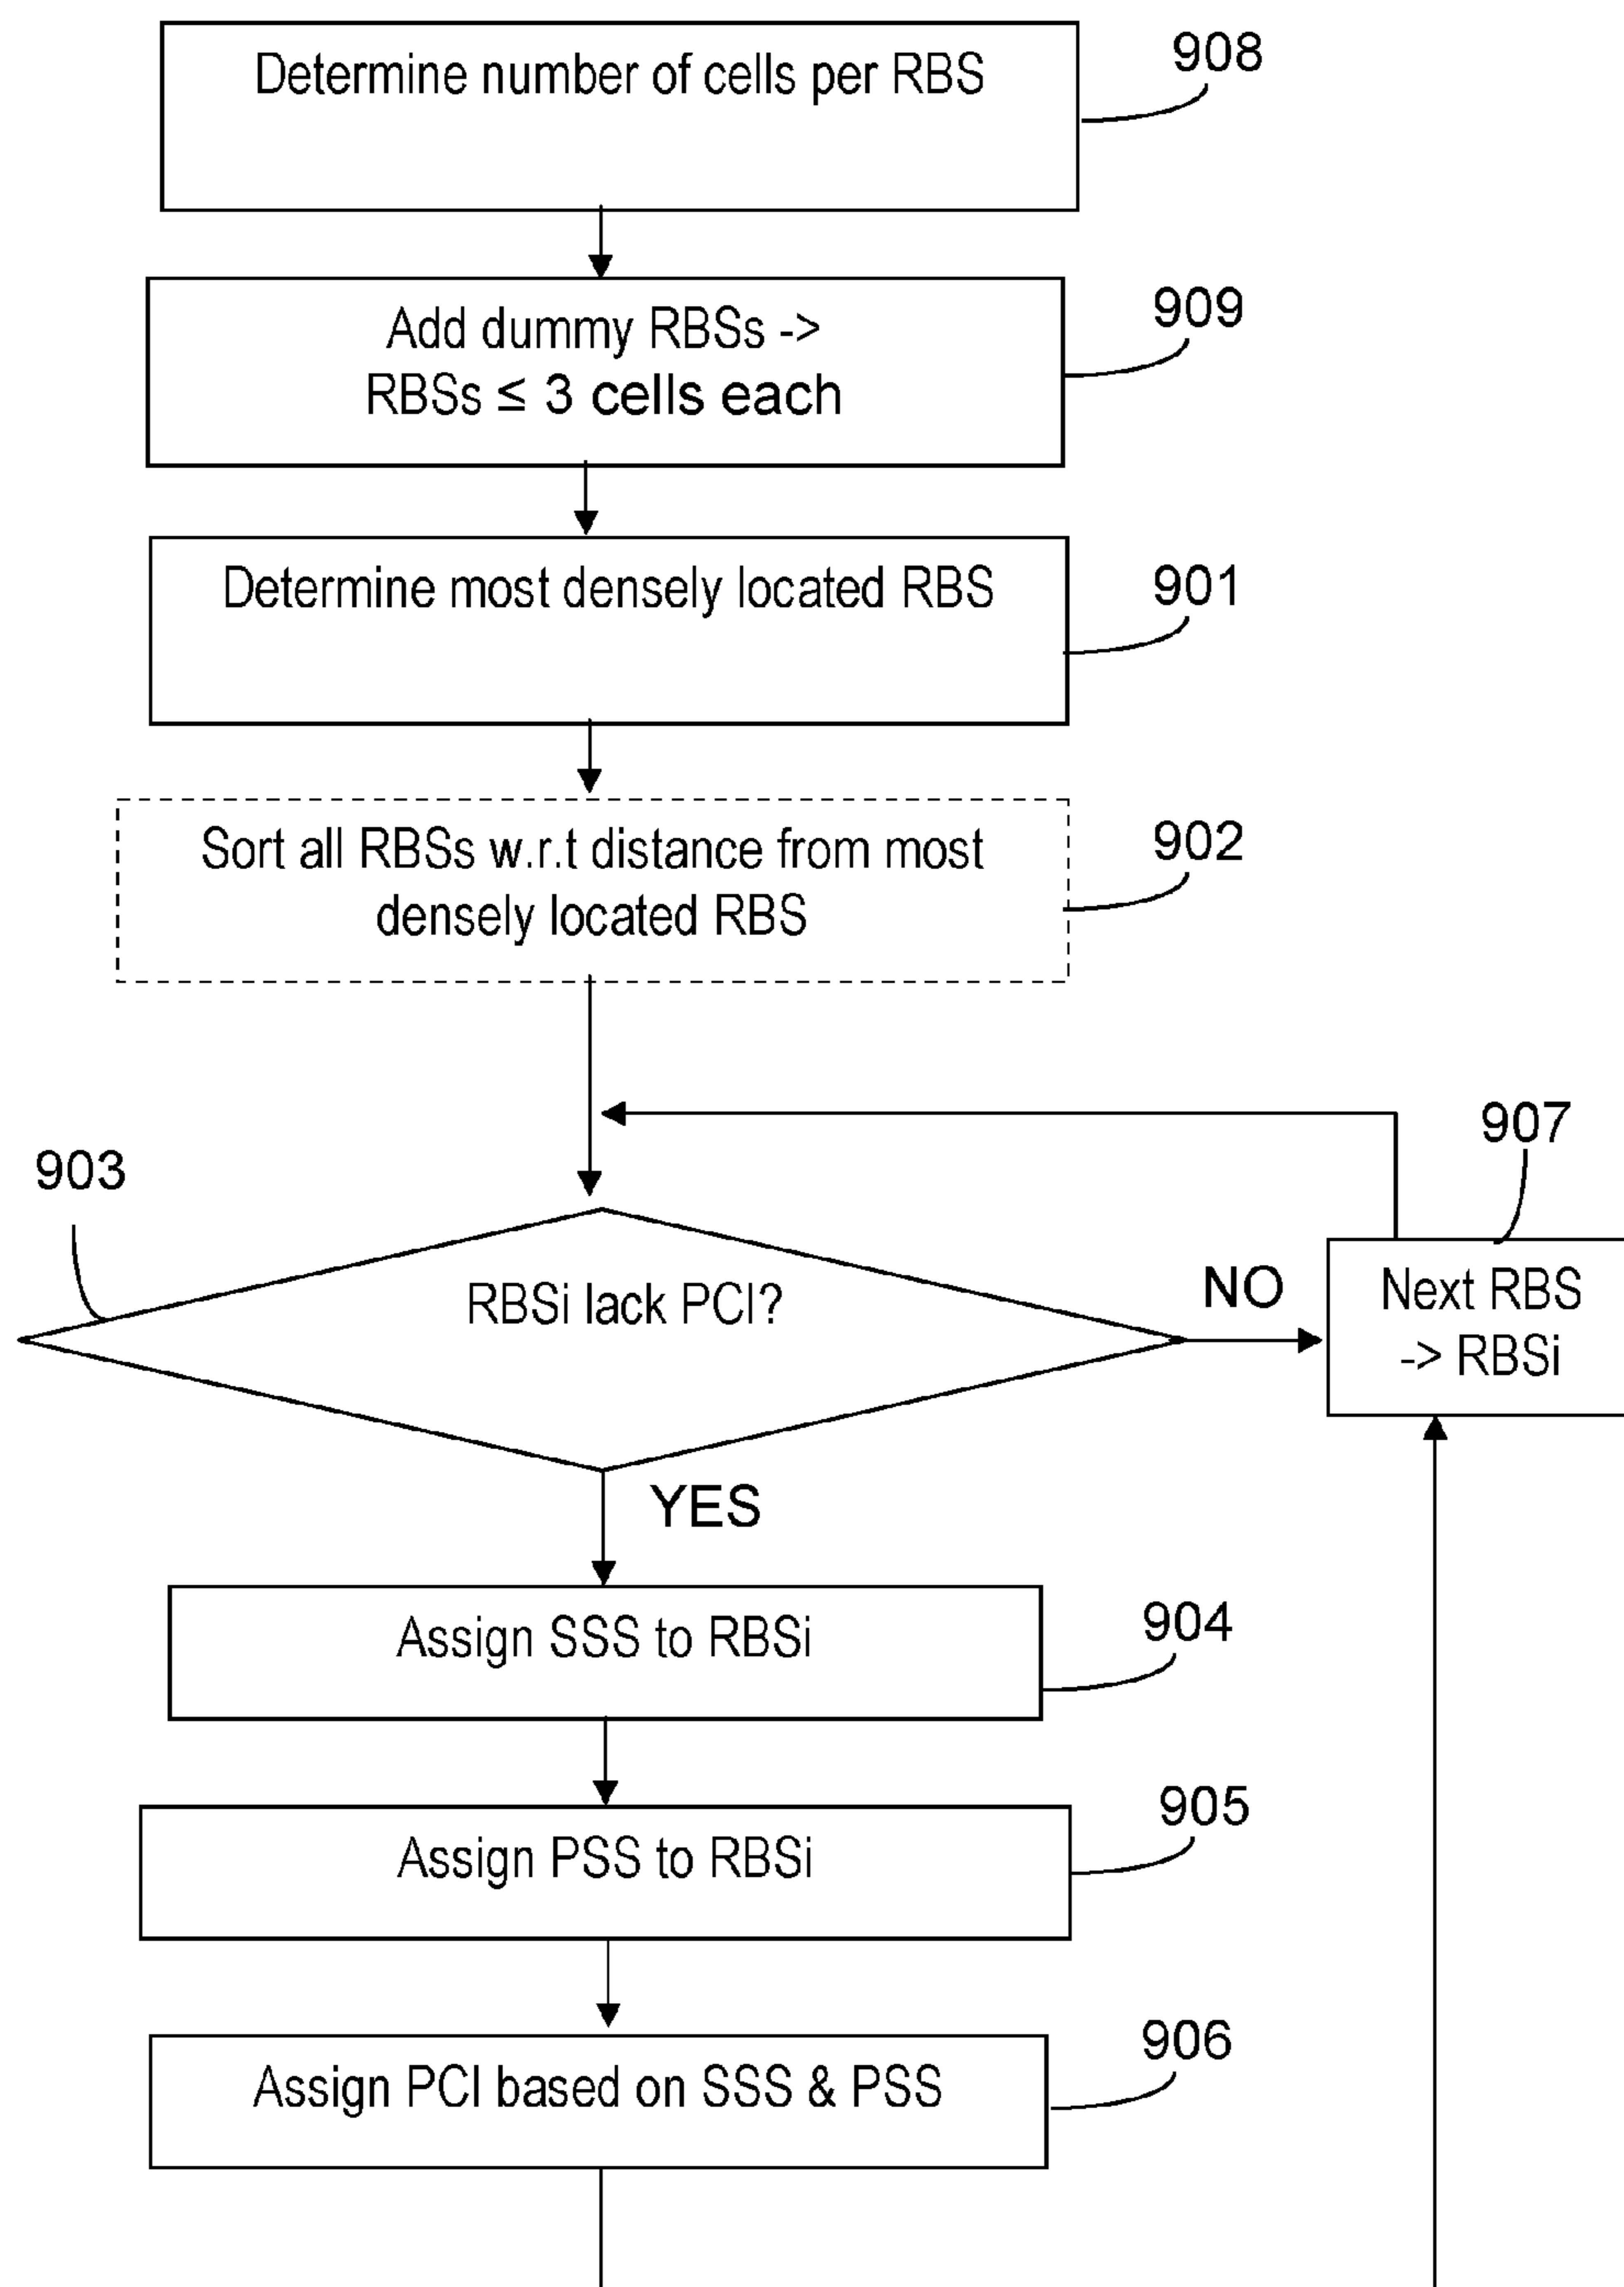 Determine number of cells per RBS
908
Add dummy RBSs ->
RBSs ≤ 3 cells each
909
Determine most densely located RBS
901
Sort all RBSs w.r.t distance from most
densely located RBS
902
903
RBSi lack PCI?
NO
907
Next RBS
-> RBSi
YES
Assign SSS to RBSi
904
Assign PSS to RBSi
905
Assign PCI based on SSS & PSS
906